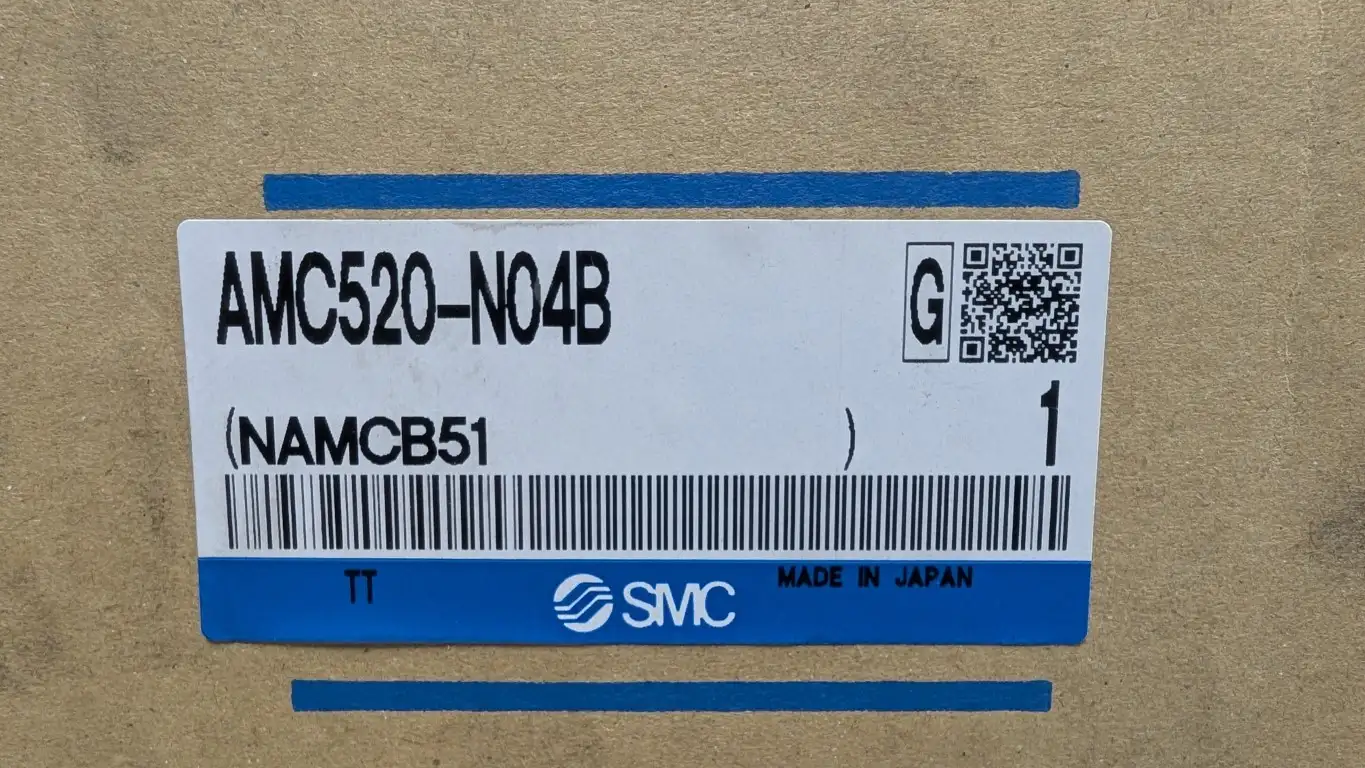 AMC520-N04B
G
(NAMCB51 )
1
TT
SMC
MADE IN JAPAN